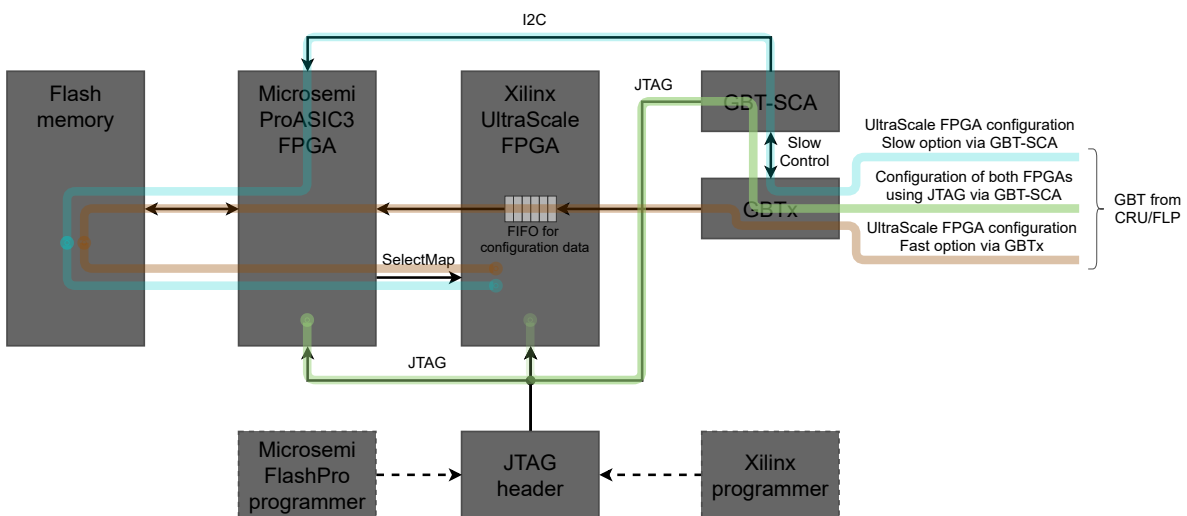 I2C
Flash
memory
Microsemi
ProASIC3
FPGA
Xilinx
UltraScale
FPGA
JTAG
GBT-SCA
Slow
Control
GBTx
UltraScale FPGA configuration
Slow option via GBT-SCA
Configuration of both FPGAs
using JTAG via GBT-SCA
UltraScale FPGA configuration
Fast option via GBTx
GBT from
CRU/FLP
FIFO for
configuration data
SelectMap
JTAG
Microsemi
FlashPro
programmer
JTAG
header
Xilinx
programmer